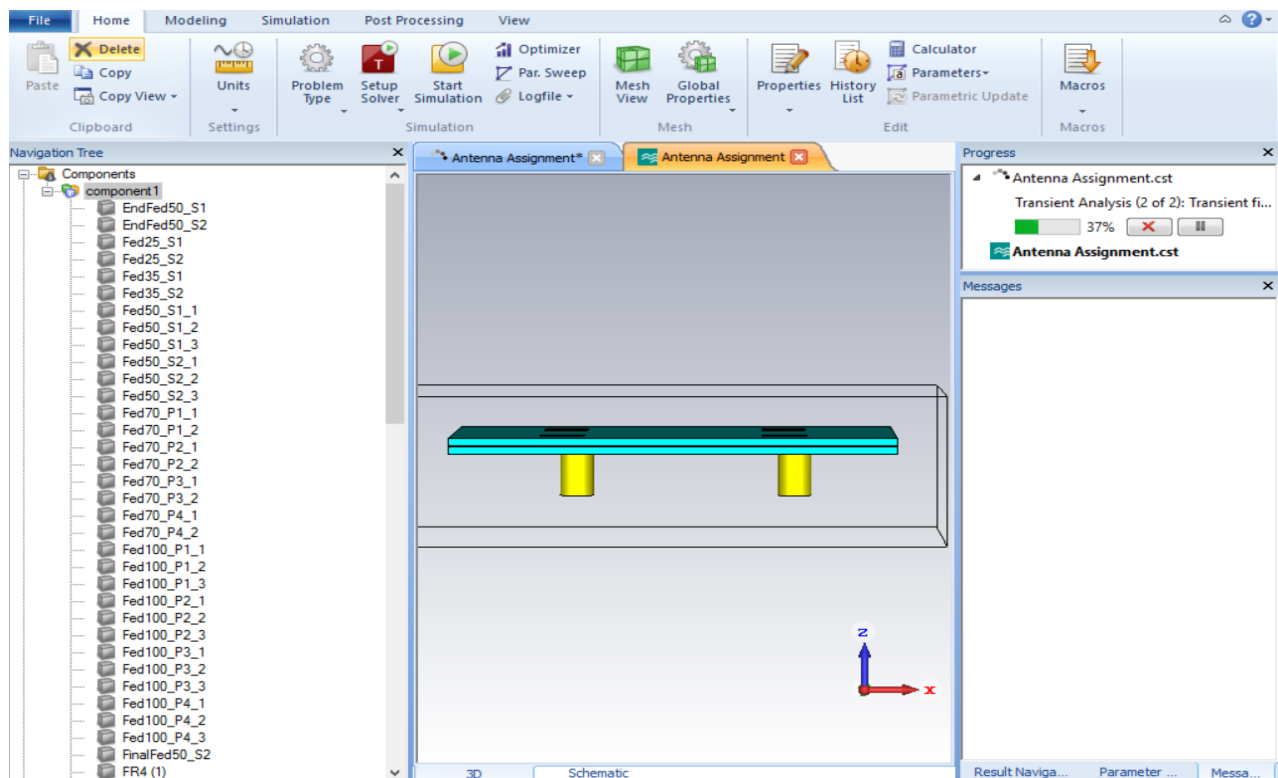 File Home Modeling Simulation Post Processing View
Paste
Delete
Copy
Copy View
Clipboard
Units
Settings
Problem Type
Setup Solver
Start Simulation
Optimizer
Par. Sweep
Logfile
Simulation
Mesh View
Global Properties
Mesh
Properties
History List
Calculator
Parameters
Parametric Update
Edit
Macros
Macros
Navigation Tree
Components
component1
EndFed50_S1
EndFed50_S2
Fed25_S1
Fed25_S2
Fed35_S1
Fed35_S2
Fed50_S1_1
Fed50_S1_2
Fed50_S1_3
Fed50_S2_1
Fed50_S2_2
Fed50_S2_3
Fed70_P1_1
Fed70_P1_2
Fed70_P2_1
Fed70_P2_2
Fed70_P3_1
Fed70_P3_2
Fed70_P4_1
Fed70_P4_2
Fed100_P1_1
Fed100_P1_2
Fed100_P1_3
Fed100_P2_1
Fed100_P2_2
Fed100_P2_3
Fed100_P3_1
Fed100_P3_2
Fed100_P3_3
Fed100_P4_1
Fed100_P4_2
Fed100_P4_3
FinalFed50_S2
FR4 (1)
Antenna Assignment* Antenna Assignment
z
x
3D Schematic
Progress
Antenna Assignment.cst
Transient Analysis (2 of 2): Transient fi...
37%
Antenna Assignment.cst
Messages
Result Naviga... Parameter ... Messa...